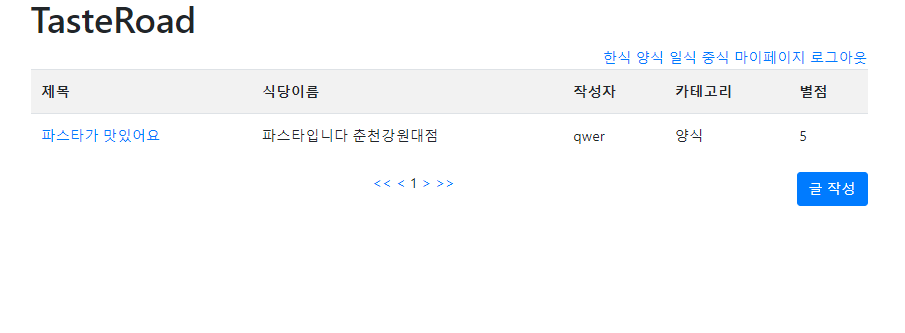 TasteRoad
한식 양식 일식 중식 마이페이지 로그아웃
제목 식당이름 작성자 카테고리 별점
파스타가 맛있어요 파스타입니다 춘천강원대점 qwer 양식 5
<< < 1 > >> 글 작성